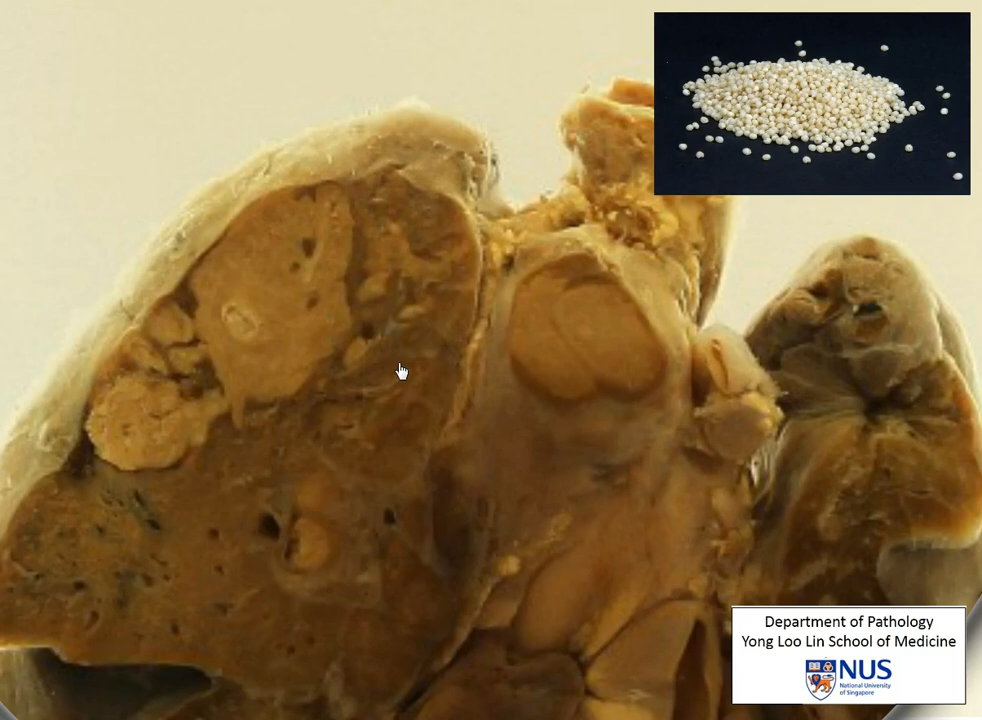 Department of Pathology
Yong Loo Lin School of Medicine
NUS
National University
of Singapore